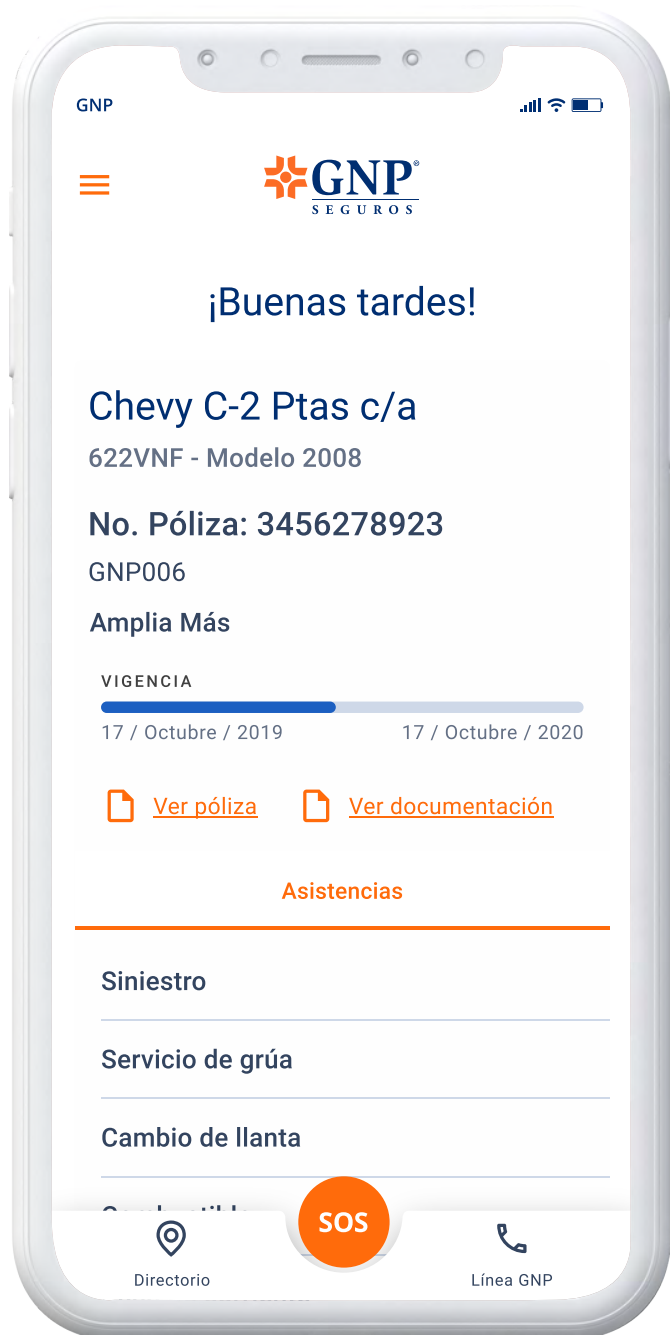 GNP
GNP®
SEGUROS
¡Buenas tardes!
Chevy C-2 Ptas c/a
622VNF - Modelo 2008
No. Póliza: 3456278923
GNP006
Amplia Más
VIGENCIA
17 / Octubre / 2019 17 / Octubre / 2020
Ver póliza Ver documentación
Asistencias
Siniestro
Servicio de grúa
Cambio de llanta
SOS
Directorio Línea GNP